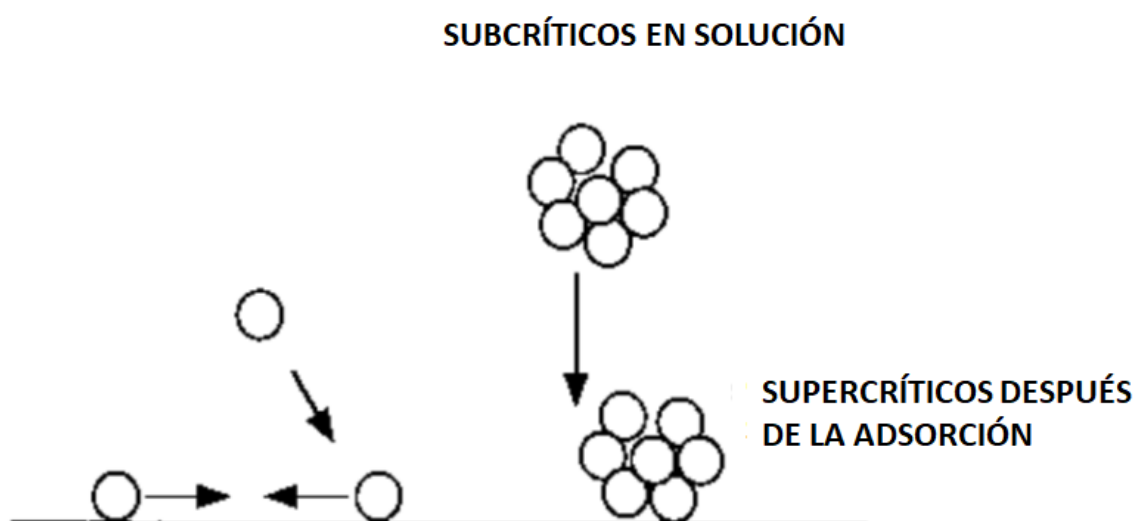 SUBCRÍTICOS EN SOLUCIÓN
SUPERCRÍTICOS DESPUÉS
DE LA ADSORCIÓN